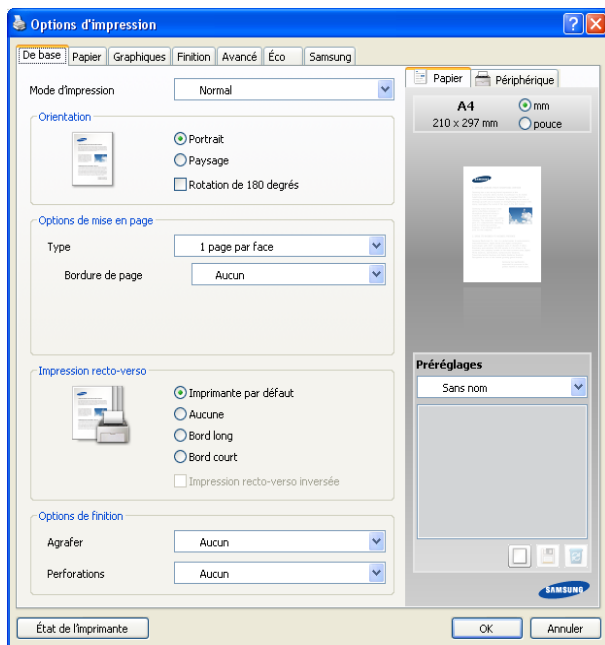 Options d'impression
De base Papier Graphiques Finition Avancé Éco Samsung
Mode d'impression Normal
Orientation
Portrait
Paysage
Rotation de 180 degrés
Options de mise en page
Type 1 page par face
Bordure de page Aucun
Impression recto-verso
Imprimante par défaut
Aucune
Bord long
Bord court
Impression recto-verso inversée
Options de finition
Agrafer Aucun
Perforations Aucun
Papier Périphérique
A4 mm
210 x 297 mm pouce
Préréglages
Sans nom
SAMSUNG
État de l'imprimante OK Annuler